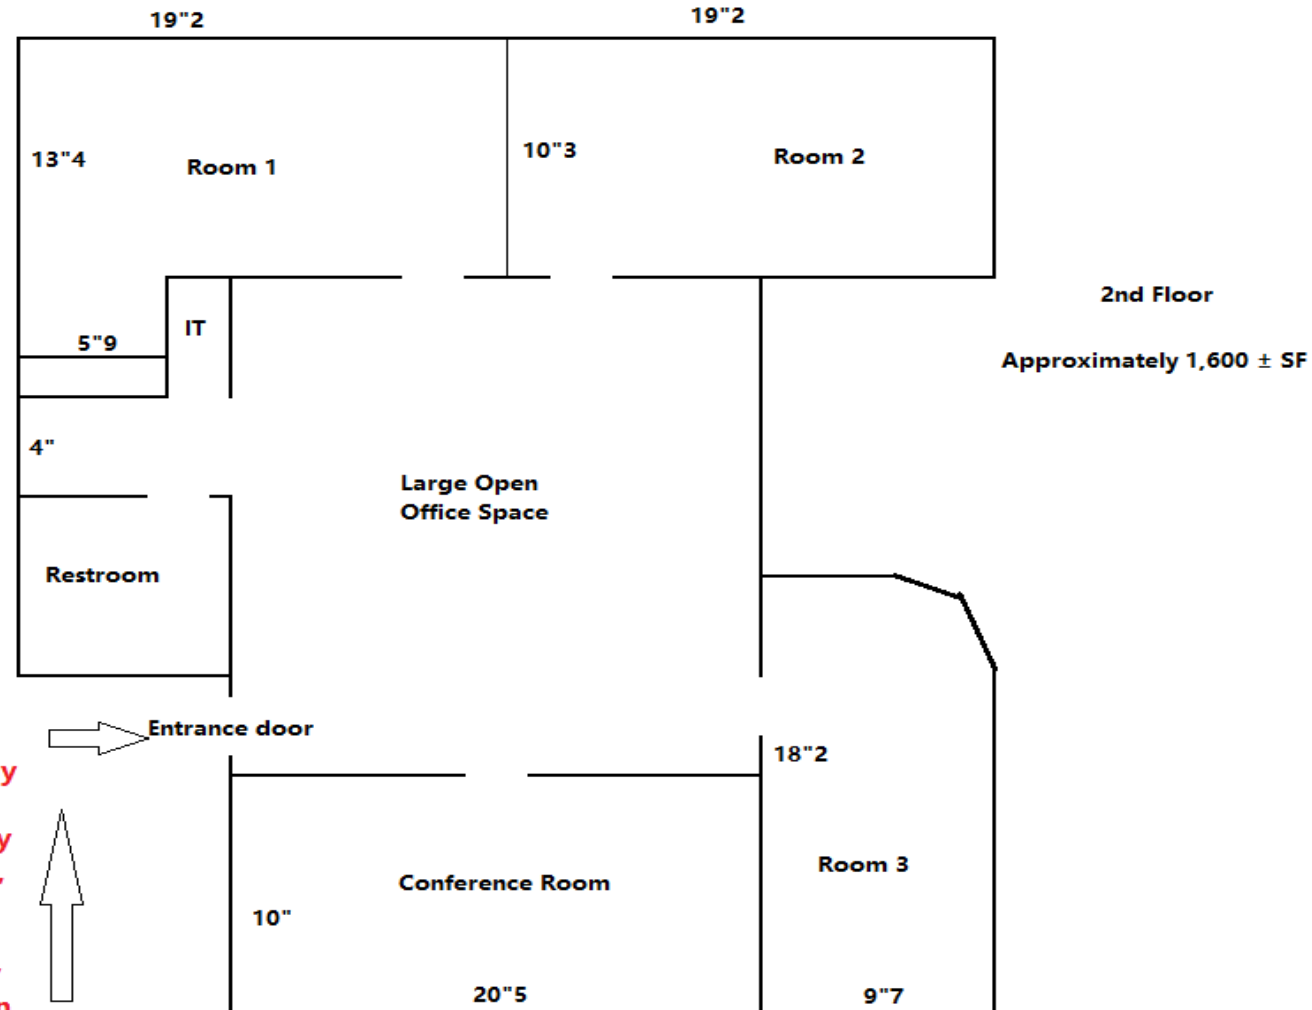 19"2
19"2
13"4
Room 1
10"3
Room 2
2nd Floor
IT
5"9
Approximately 1,600 ± SF
4"
Large Open
Office Space
Restroom
Entrance door
18"2
y
y
Room 3
Conference Room
10"
20"5
9"7
n